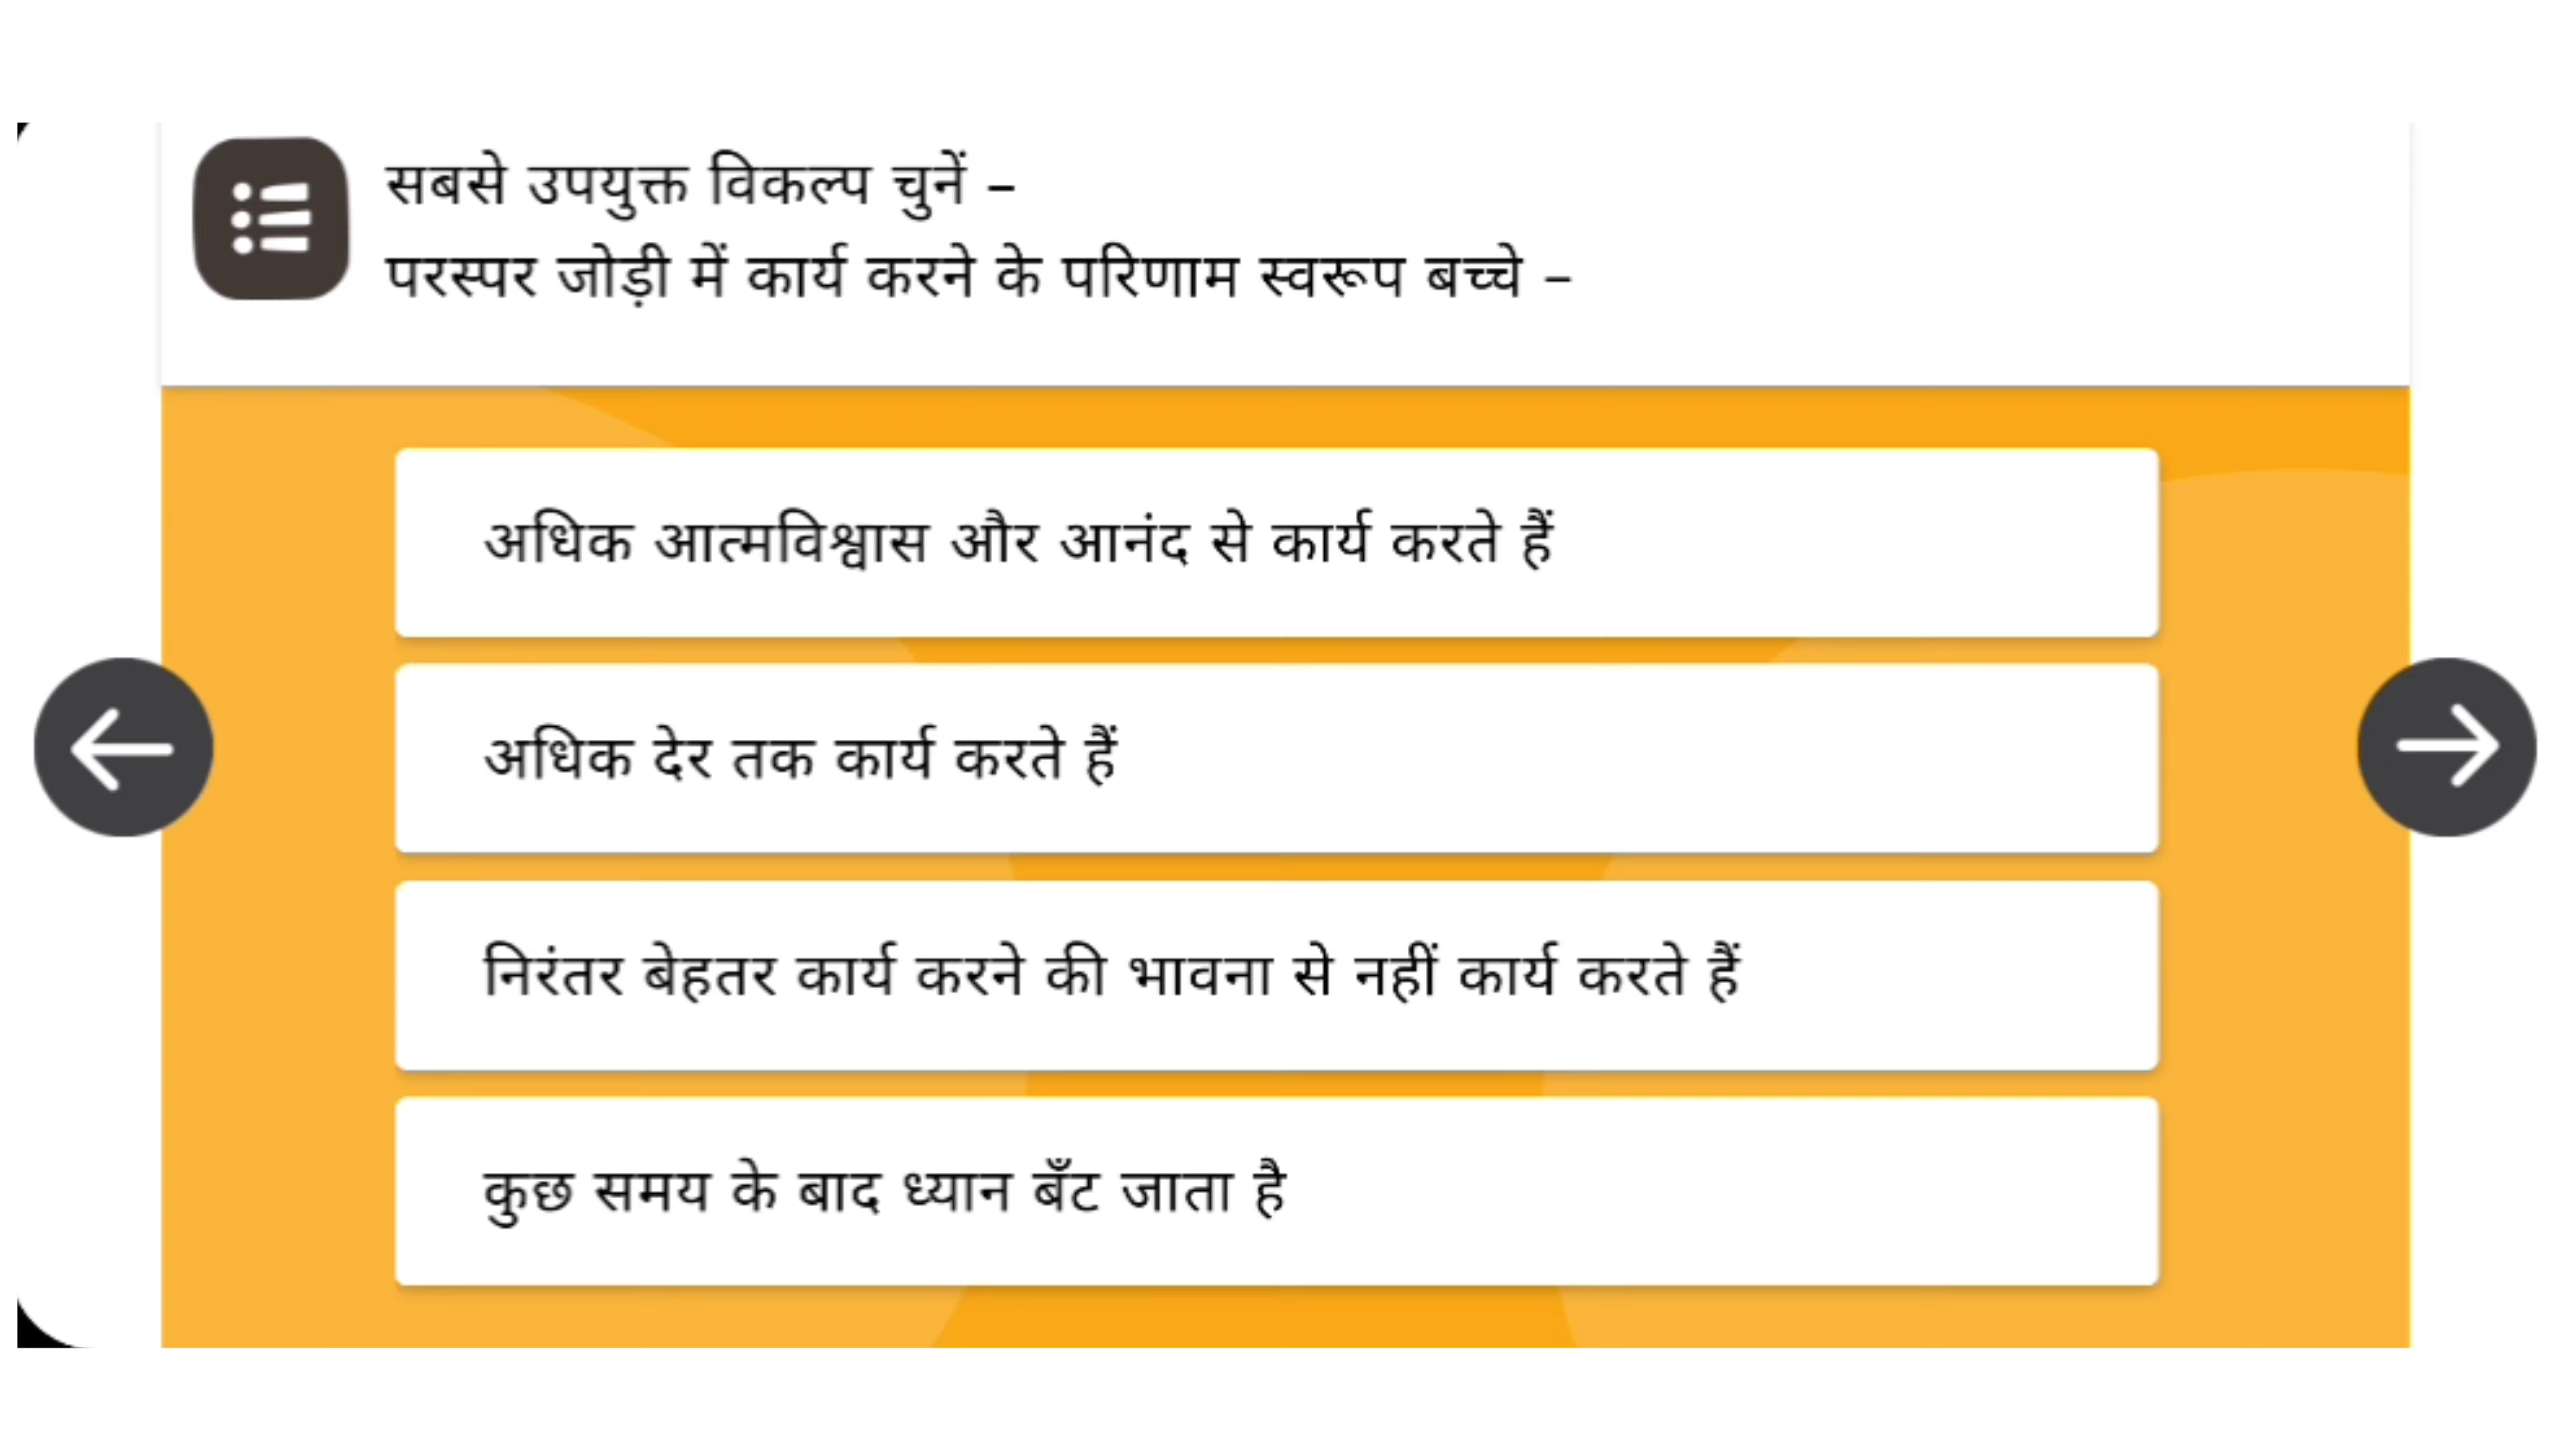 सबसे उपयुक्त विकल्प चुनें –
परस्पर जोड़ी में कार्य करने के परिणाम स्वरूप बच्चे –
अधिक आत्मविश्वास और आनंद से कार्य करते हैं
अधिक देर तक कार्य करते हैं
निरंतर बेहतर कार्य करने की भावना से नहीं कार्य करते हैं
कुछ समय के बाद ध्यान बँट जाता है